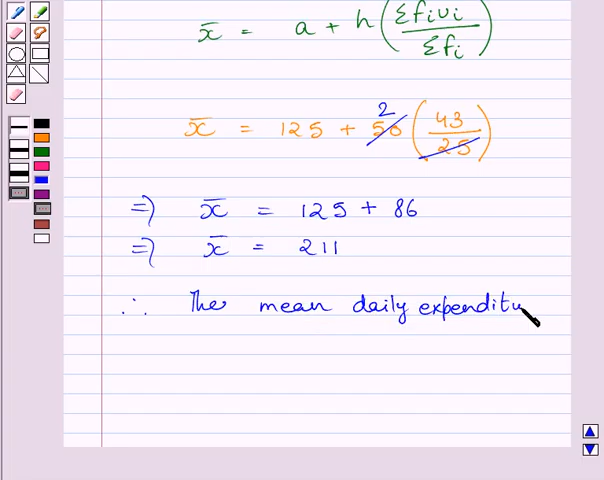 x̄ = a + h (Σfiui / Σfi)
x̄ = 125 + 50 2 (43 / 25)
⇒ x̄ = 125 + 86
⇒ x̄ = 211
∴ The mean daily expenditu